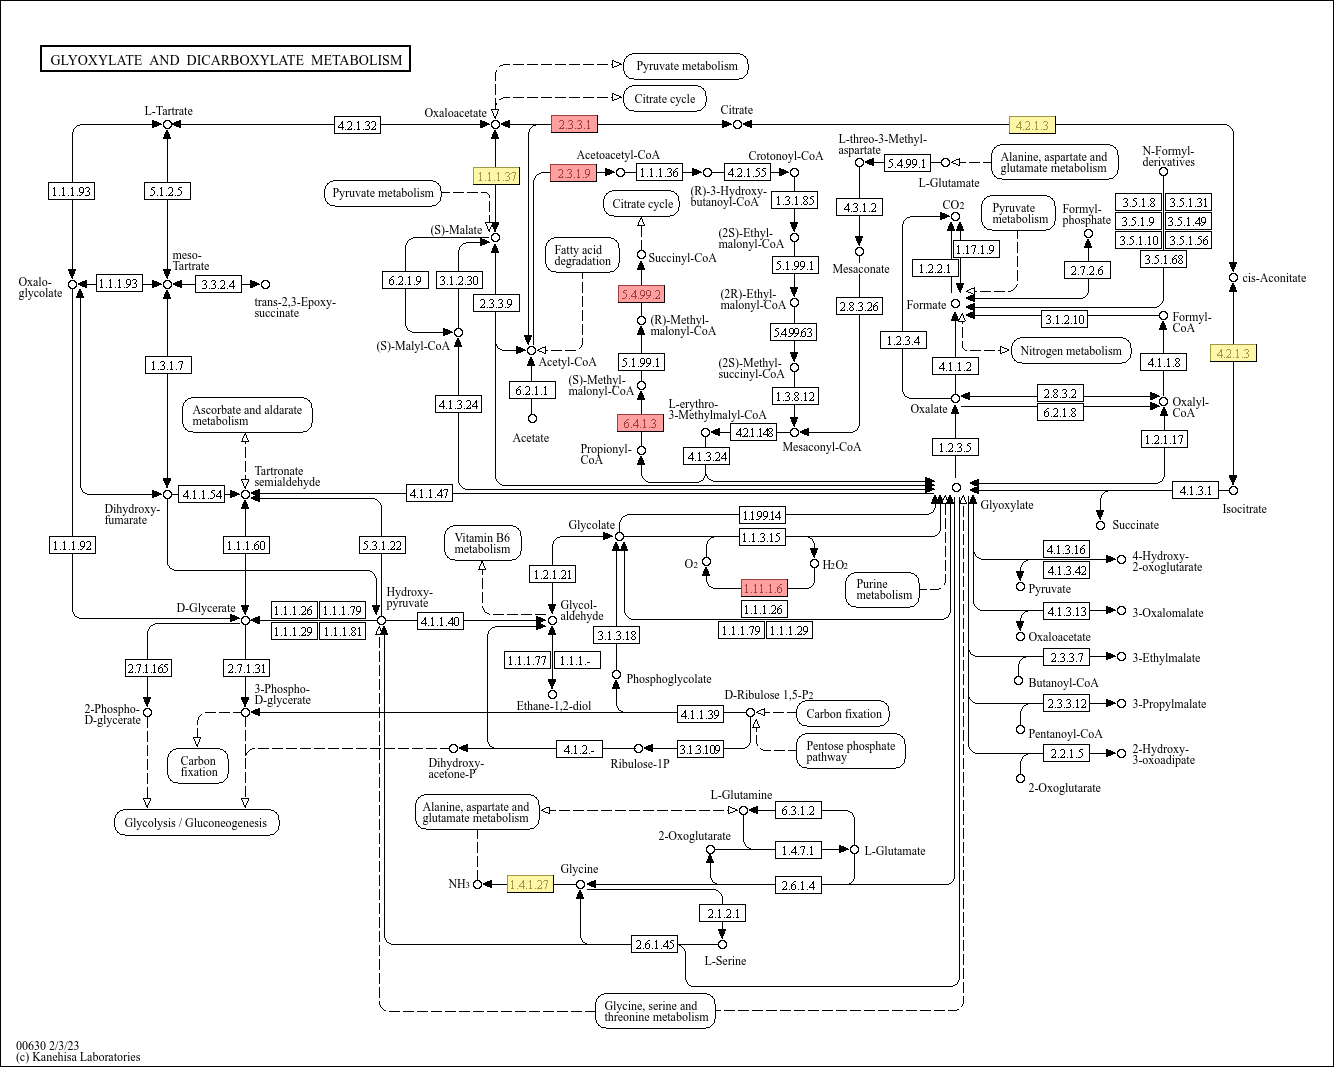 GLYOXYLATE AND DICARBOXYLATE METABOLISM
Pyruvate metabolism
Citrate cycle
L-Tartrate
Oxaloacetate
Citrate
4.2.1.32
2.3.3.1
4.2.1.3
L-threo-3-Methyl-
aspartate
5.4.99.1
L-Glutamate
Alanine, aspartate and
glutamate metabolism
N-Formyl-
derivatives
Acetoacetyl-CoA
Crotonoyl-CoA
1.1.1.37
2.3.1.9
1.1.1.36
4.2.1.55
1.1.1.93
5.1.2.5
Pyruvate metabolism
Citrate cycle
(R)-3-Hydroxy-
butanoyl-CoA
1.3.1.85
4.3.1.2
CO2
Pyruvate
metabolism
Formyl-
phosphate
3.5.1.8
3.5.1.31
3.5.1.9
3.5.1.49
3.5.1.10
3.5.1.56
3.5.1.68
(S)-Malate
Fatty acid
degradation
(2S)-Ethyl-
malonyl-CoA
1.17.1.9
1.2.2.1
2.7.2.6
meso-
Tartrate
Succinyl-CoA
5.1.99.1
Mesaconate
cis-Aconitate
Oxalo-
glycolate
1.1.1.93
3.3.2.4
trans-2,3-Epoxy-
succinate
6.2.1.9
3.1.2.30
2.3.3.9
5.4.99.2
(2R)-Ethyl-
malonyl-CoA
2.8.3.26
Formate
(R)-Methyl-
malonyl-CoA
5.4.99.63
3.1.2.10
Formyl-
CoA
(S)-Malyl-CoA
Acetyl-CoA
1.2.3.4
Nitrogen metabolism
4.2.1.3
1.3.1.7
5.1.99.1
(2S)-Methyl-
succinyl-CoA
4.1.1.2
4.1.1.8
(S)-Methyl-
malonyl-CoA
6.2.1.1
1.3.8.12
2.8.3.2
6.2.1.8
Oxalate
Oxalyl-
CoA
Ascorbate and aldarate
metabolism
4.1.3.24
L-erythro-
3-Methylmalyl-CoA
6.4.1.3
Acetate
4.2.1.148
Mesaconyl-CoA
1.2.3.5
1.2.1.17
Propionyl-
CoA
4.1.3.24
Tartronate
semialdehyde
4.1.1.54
4.1.1.47
4.1.3.1
Dihydroxy-
fumarate
Glyoxylate
Isocitrate
Succinate
Glycolate
1.1.99.14
1.1.3.15
Vitamin B6
metabolism
1.1.1.92
1.1.1.60
5.3.1.22
O2
H2O2
4.1.3.16
4.1.3.42
4-Hydroxy-
2-oxoglutarate
1.2.1.21
1.11.1.6
Purine
metabolism
Pyruvate
D-Glycerate
1.1.1.26
1.1.1.79
1.1.1.29
1.1.1.81
Hydroxy-
pyruvate
4.1.1.40
Glycol-
aldehyde
1.1.1.26
1.1.1.79
1.1.1.29
4.1.3.13
3-Oxalomalate
Oxaloacetate
3.1.3.18
2.7.1.165
2.7.1.31
1.1.1.77
1.1.1.-
2.3.3.7
3-Ethylmalate
Butanoyl-CoA
Phosphoglycolate
3-Phospho-
D-glycerate
Ethane-1,2-diol
D-Ribulose 1,5-P2
2-Phospho-
D-glycerate
4.1.1.39
Carbon fixation
2.3.3.12
3-Propylmalate
Pentanoyl-CoA
Carbon
fixation
4.1.2.-
3.1.3.109
Pentose phosphate
pathway
Dihydroxy-
acetone-P
Ribulose-1P
2.2.1.5
2-Hydroxy-
3-oxoadipate
2-Oxoglutarate
Glycolysis / Gluconeogenesis
Alanine, aspartate and
glutamate metabolism
L-Glutamine
6.3.1.2
2-Oxoglutarate
1.4.7.1
L-Glutamate
Glycine
NH3
1.4.1.27
2.6.1.4
2.1.2.1
2.6.1.45
L-Serine
Glycine, serine and
threonine metabolism
00630 2/3/23
(c) Kanehisa Laboratories